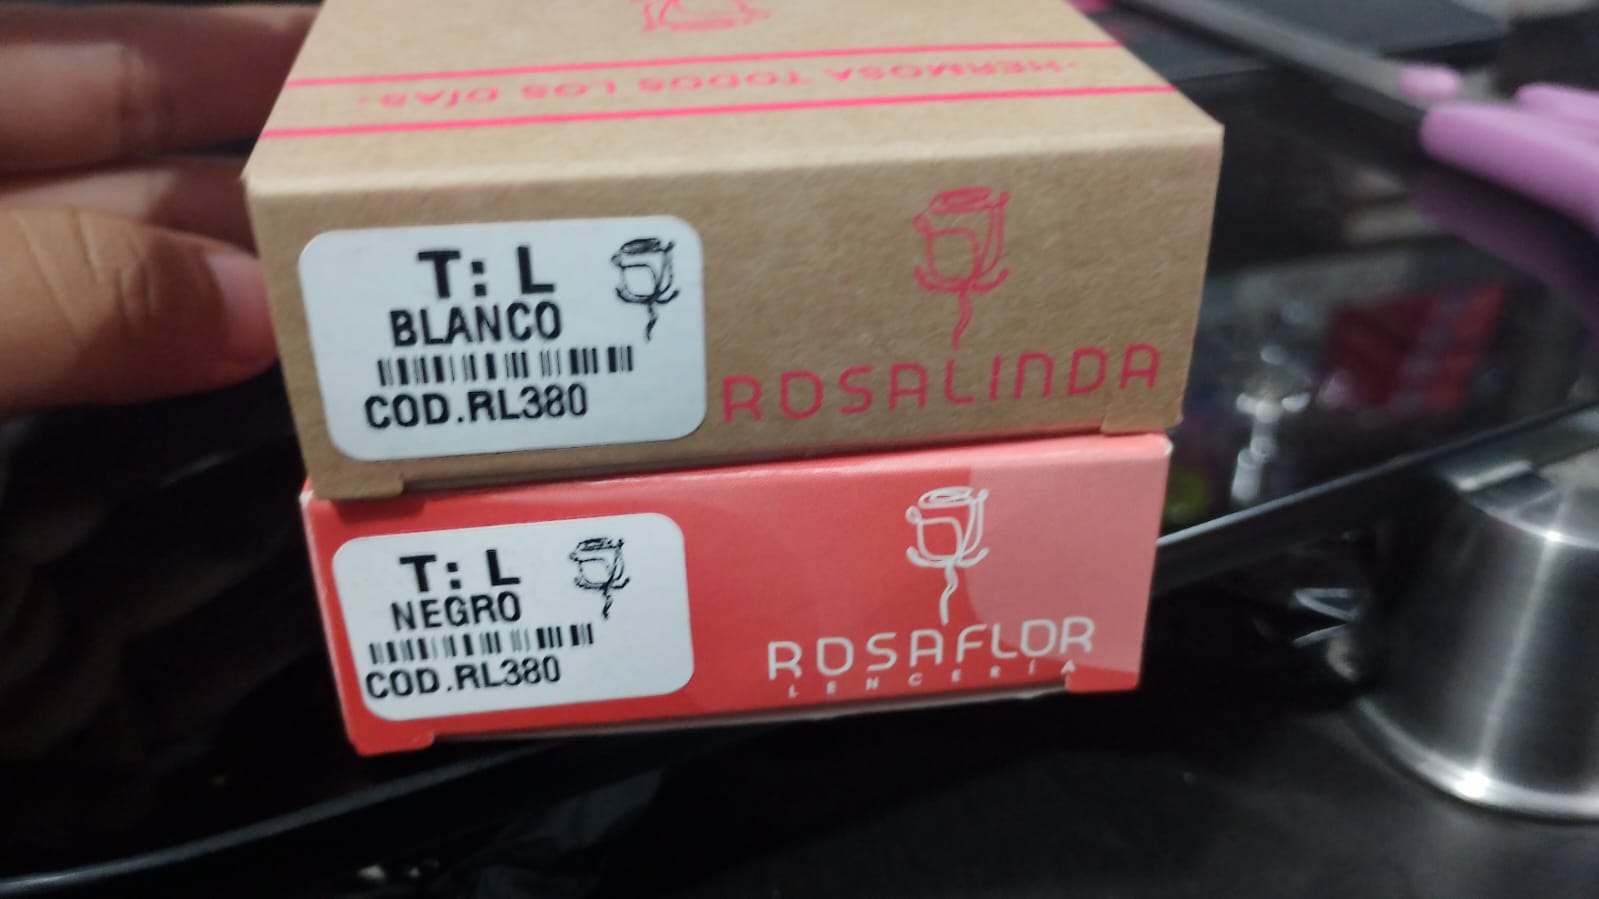 ·HERMOSA TODOS LOS DÍAS·
T: L
BLANCO
COD.RL380
ROSALINDA
T: L
NEGRO
COD.RL380
ROSAFLOR
LENCERÍA